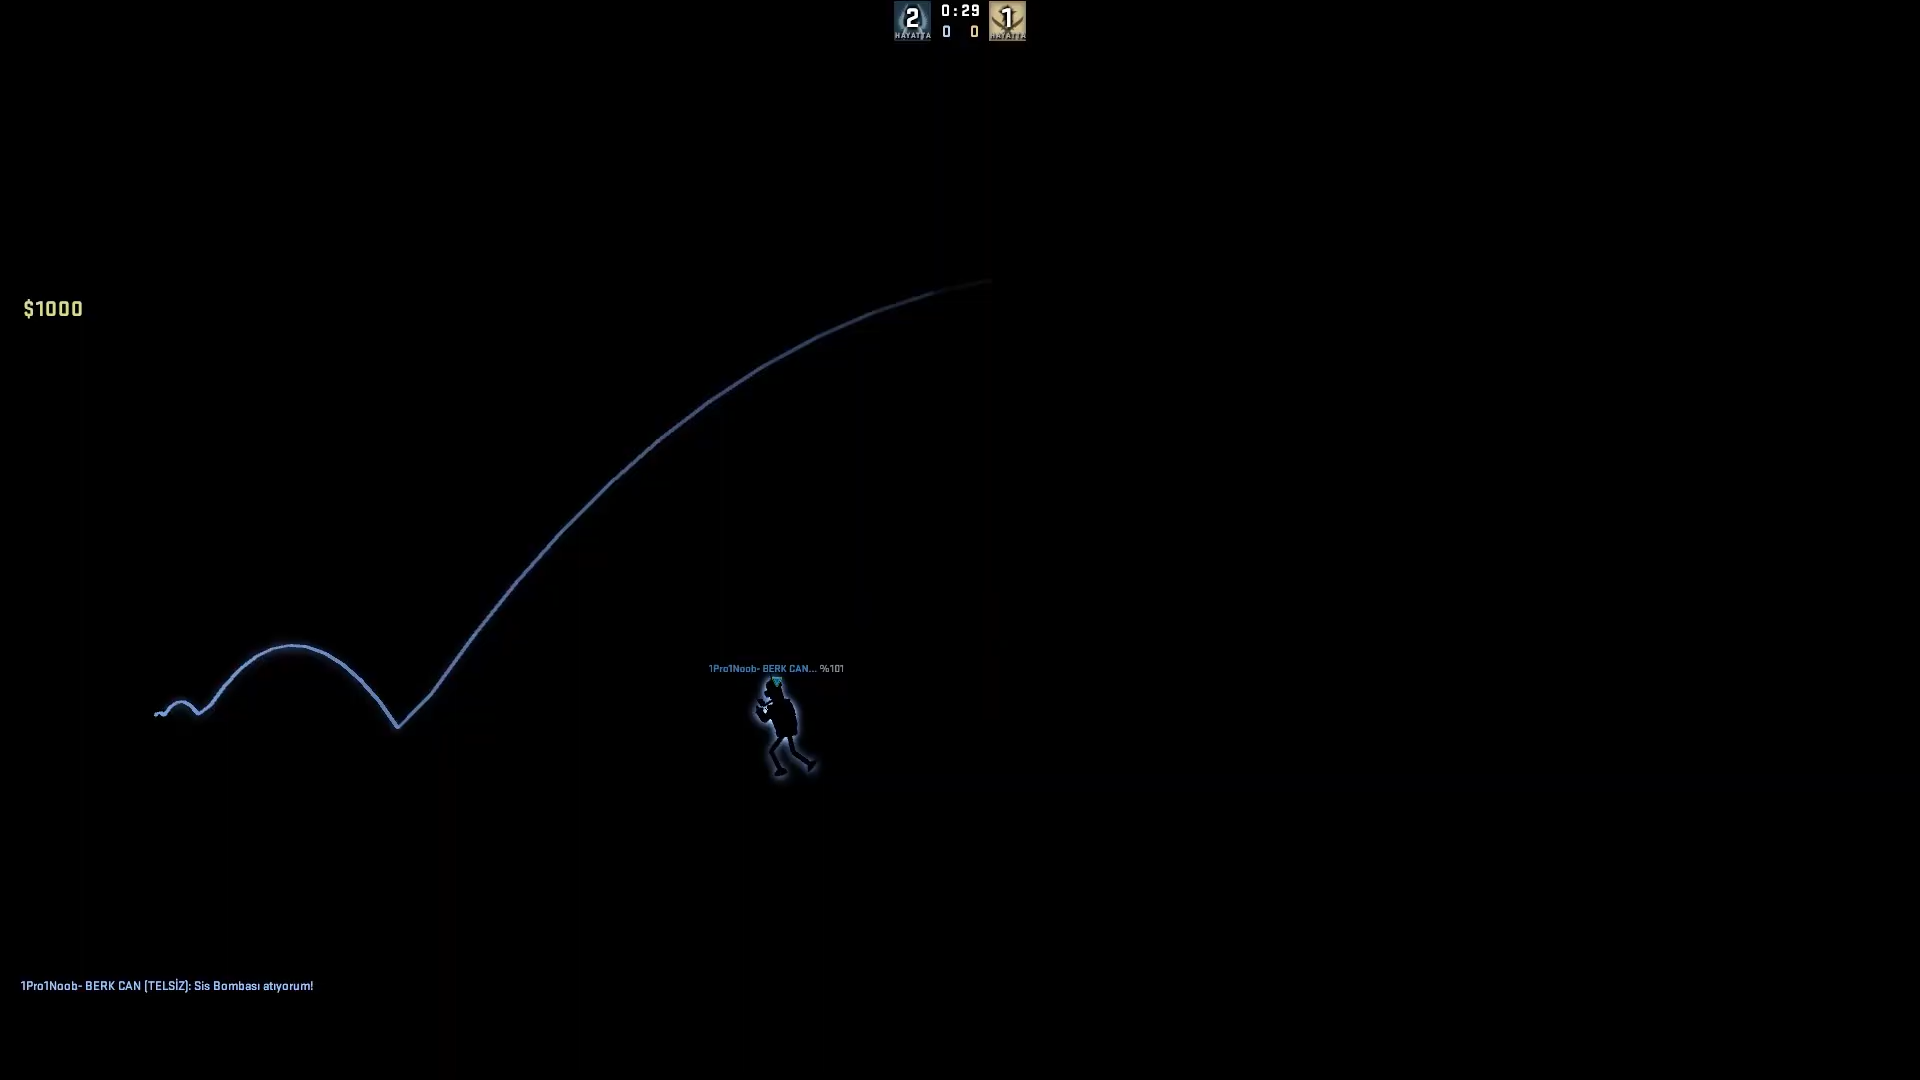 2 0:29 1
HAYATTA 0 0 HAYATTA
$1000
1Pro1Noob- BERK CAN... %101
1Pro1Noob- BERK CAN (TELSİZ): Sis Bombası atıyorum!